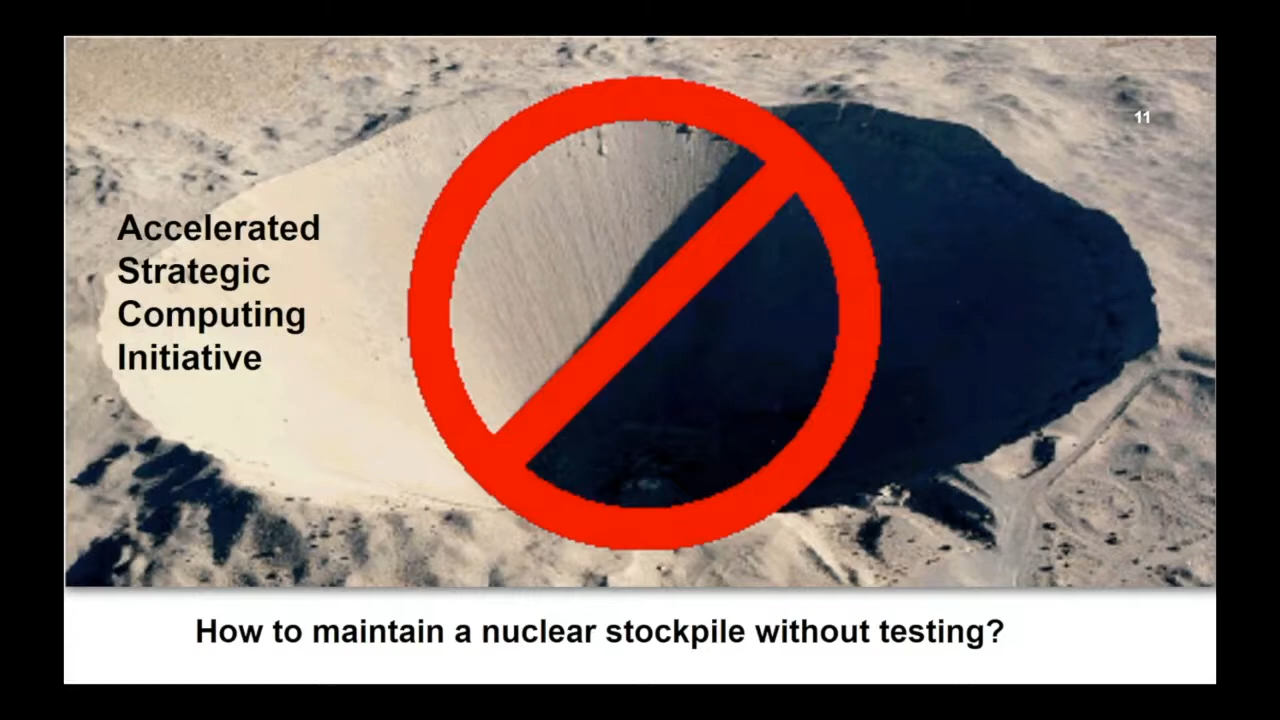 11
Accelerated
Strategic
Computing
Initiative
How to maintain a nuclear stockpile without testing?